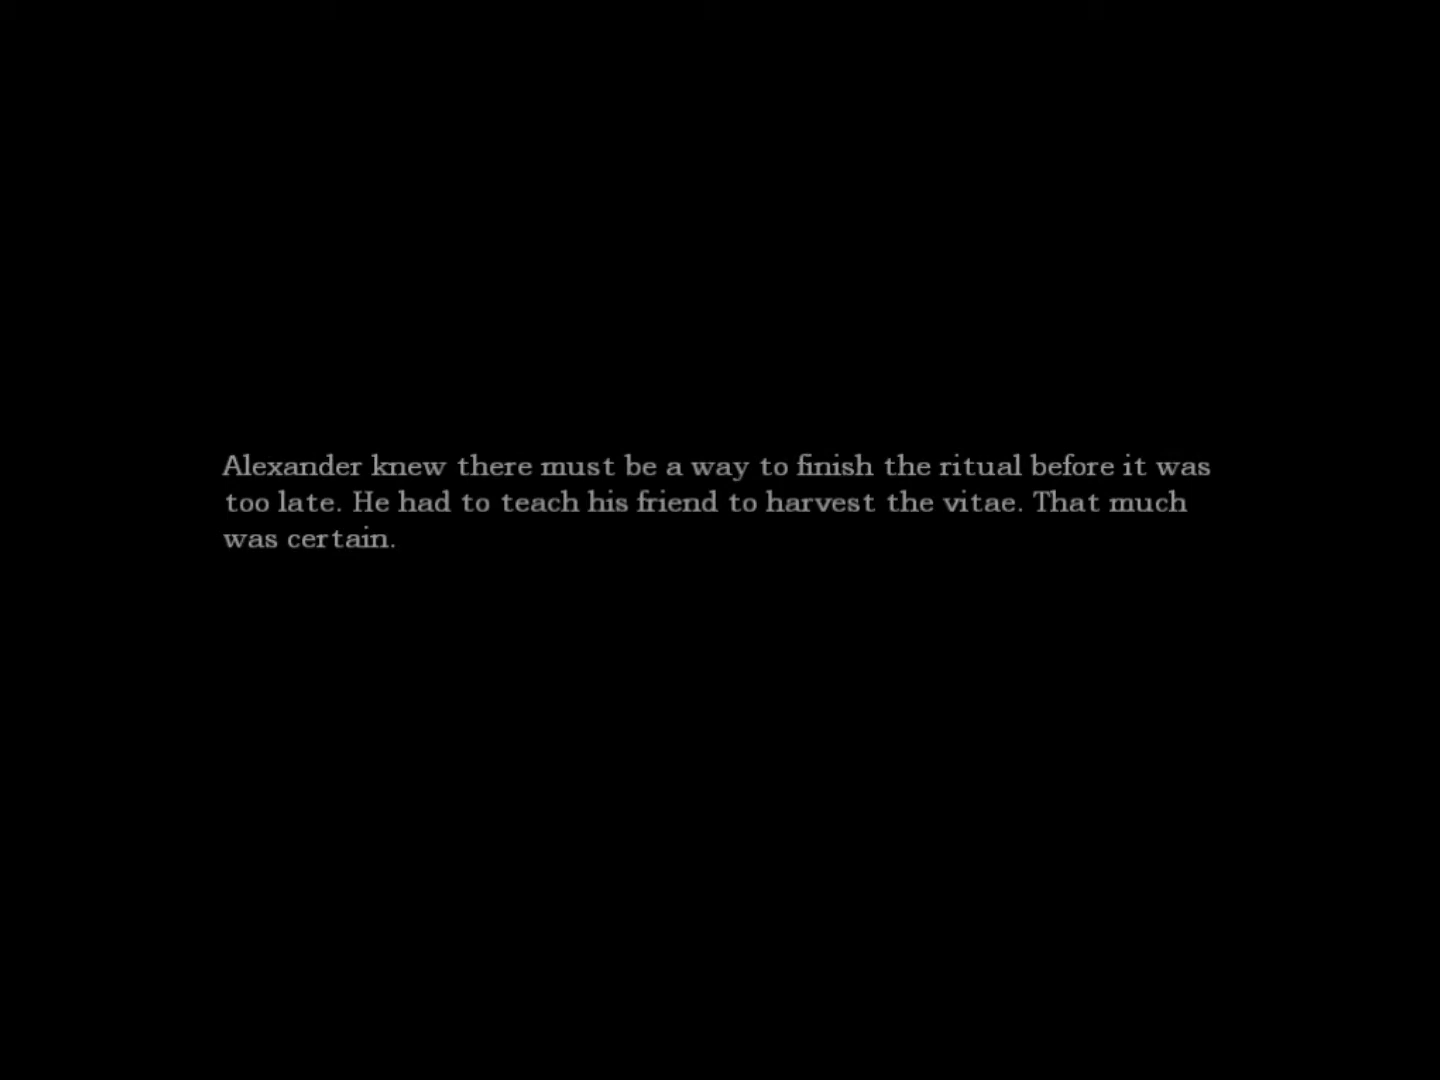 Alexander knew there must be a way to finish the ritual before it was
too late. He had to teach his friend to harvest the vitae. That much
was certain.